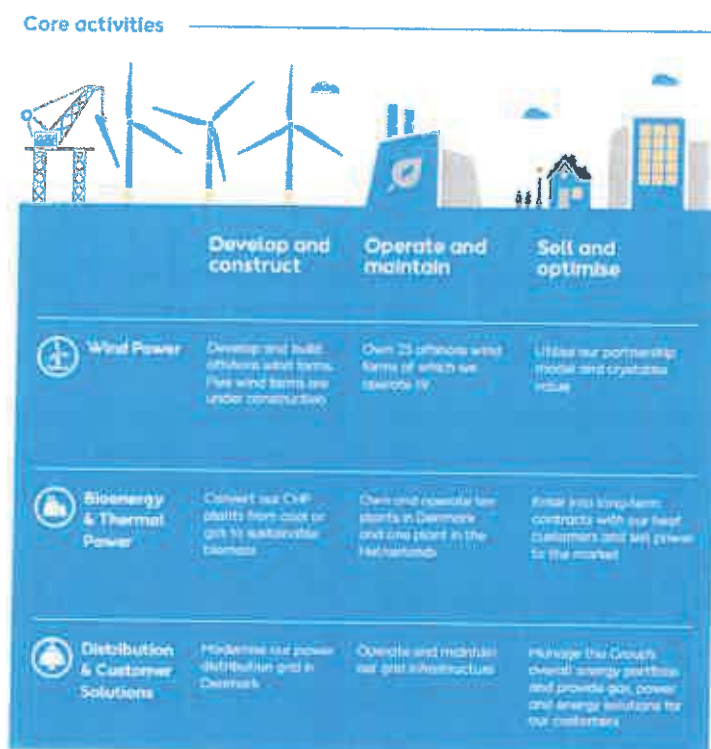 Core activities
Develop and
construct
Operate and
maintain
Sell and
optimise
Wind Power
Develop and build
offshore wind farms.
Five wind farms are
under construction
Own 23 offshore wind
farms of which we
operate
Utilise our partnership
model and crystallise
value
Bioenergy
& Thermal
Power
Convert our CHP
plants from coal or
gas to sustainable
biomass
Own and operate ten
plants in Denmark
and one plant in the
Netherlands
Enter into long-term
contracts with our heat
customers and sell power
to the market
Distribution
& Customer
Solutions
Modernise our power
distribution grid in
Denmark
Operate and maintain
our grid infrastructure
Manage the Group's
overall energy portfolio
and provide gas, power
and energy solutions for
our customers